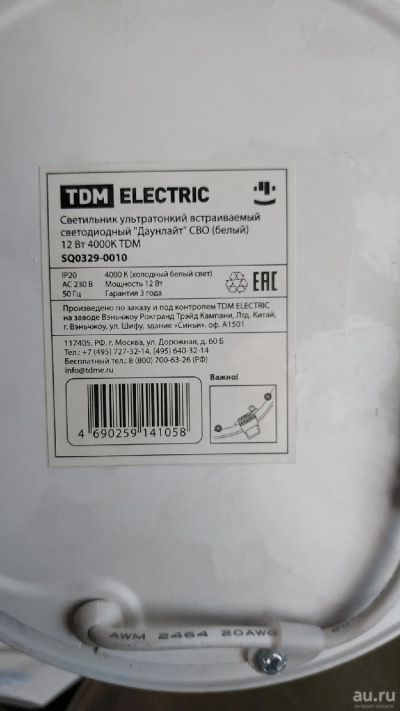 TDM ELECTRIC
Светильник ультратонкий встраиваемый
светодиодный "Даунлайт" СВО (белый)
12 Вт 4000К TDM
SQ0329-0010
IP20 4000 К (холодный белый свет)
AC 230 В Мощность 12 Вт
50 Гц Гарантия 3 года
EAC
Произведено по заказу и под контролем TDM ELECTRIC
на заводе Вэньчжоу Рокгранд Трэйд Кампани, Лтд. Китай,
г. Вэньчжоу, ул. Шифу, здание «Синьи», оф. А1501
117405, РФ, г. Москва, ул. Дорожная, д. 60 Б
Тел.: +7 (495) 727-32-14, (495) 640-32-14
Бесплатный тел.: 8 (800) 700-63-26 (РФ)
info@tdme.ru
Важно!
4 690259 141058
AWM 2464 20AWG
au.ru
интернет-аукцион